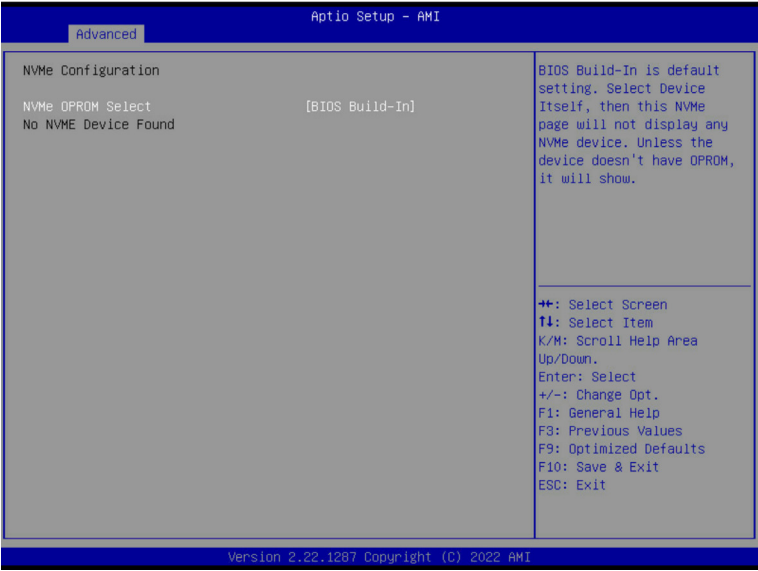 Aptio Setup – AMI
Advanced
NVMe Configuration
NVMe OPROM Select [BIOS Build-In]
No NVME Device Found
BIOS Build-In is default
setting. Select Device
Itself, then this NVMe
page will not display any
NVMe device. Unless the
device doesn't have OPROM,
it will show.
→←: Select Screen
↑↓: Select Item
K/M: Scroll Help Area
Up/Down.
Enter: Select
+/-: Change Opt.
F1: General Help
F3: Previous Values
F9: Optimized Defaults
F10: Save & Exit
ESC: Exit
Version 2.22.1287 Copyright (C) 2022 AMI